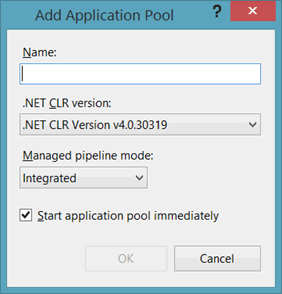 Add Application Pool
?
Name:
.NET CLR version:
.NET CLR Version v4.0.30319
Managed pipeline mode:
Integrated
Start application pool immediately
OK
Cancel